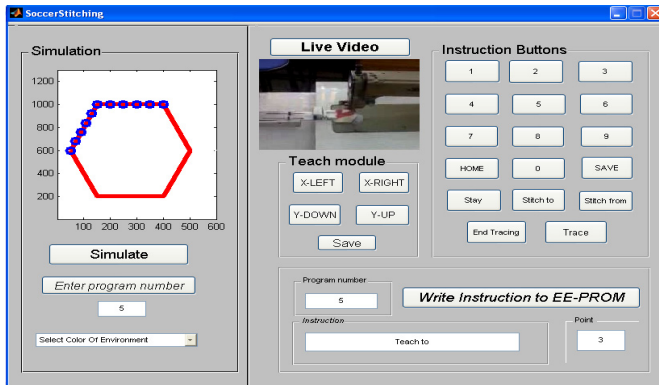 SoccerStitching
Simulation
1200
1000
800
600
400
200
100 200 300 400 500 600
Simulate
Enter program number
5
Select Color Of Environment
Live Video
Teach module
X-LEFT X-RIGHT
Y-DOWN Y-UP
Save
Instruction Buttons
1 2 3
4 5 6
7 8 9
HOME 0 SAVE
Stay Stitch to Stitch from
End Tracing Trace
Program number
5
Write Instruction to EE-PROM
Instruction
Teach to
Point
3